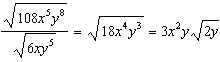 √(108x⁵y⁸) / √(6xy⁵) = √(18x⁴y³) = 3x²y√(2y)